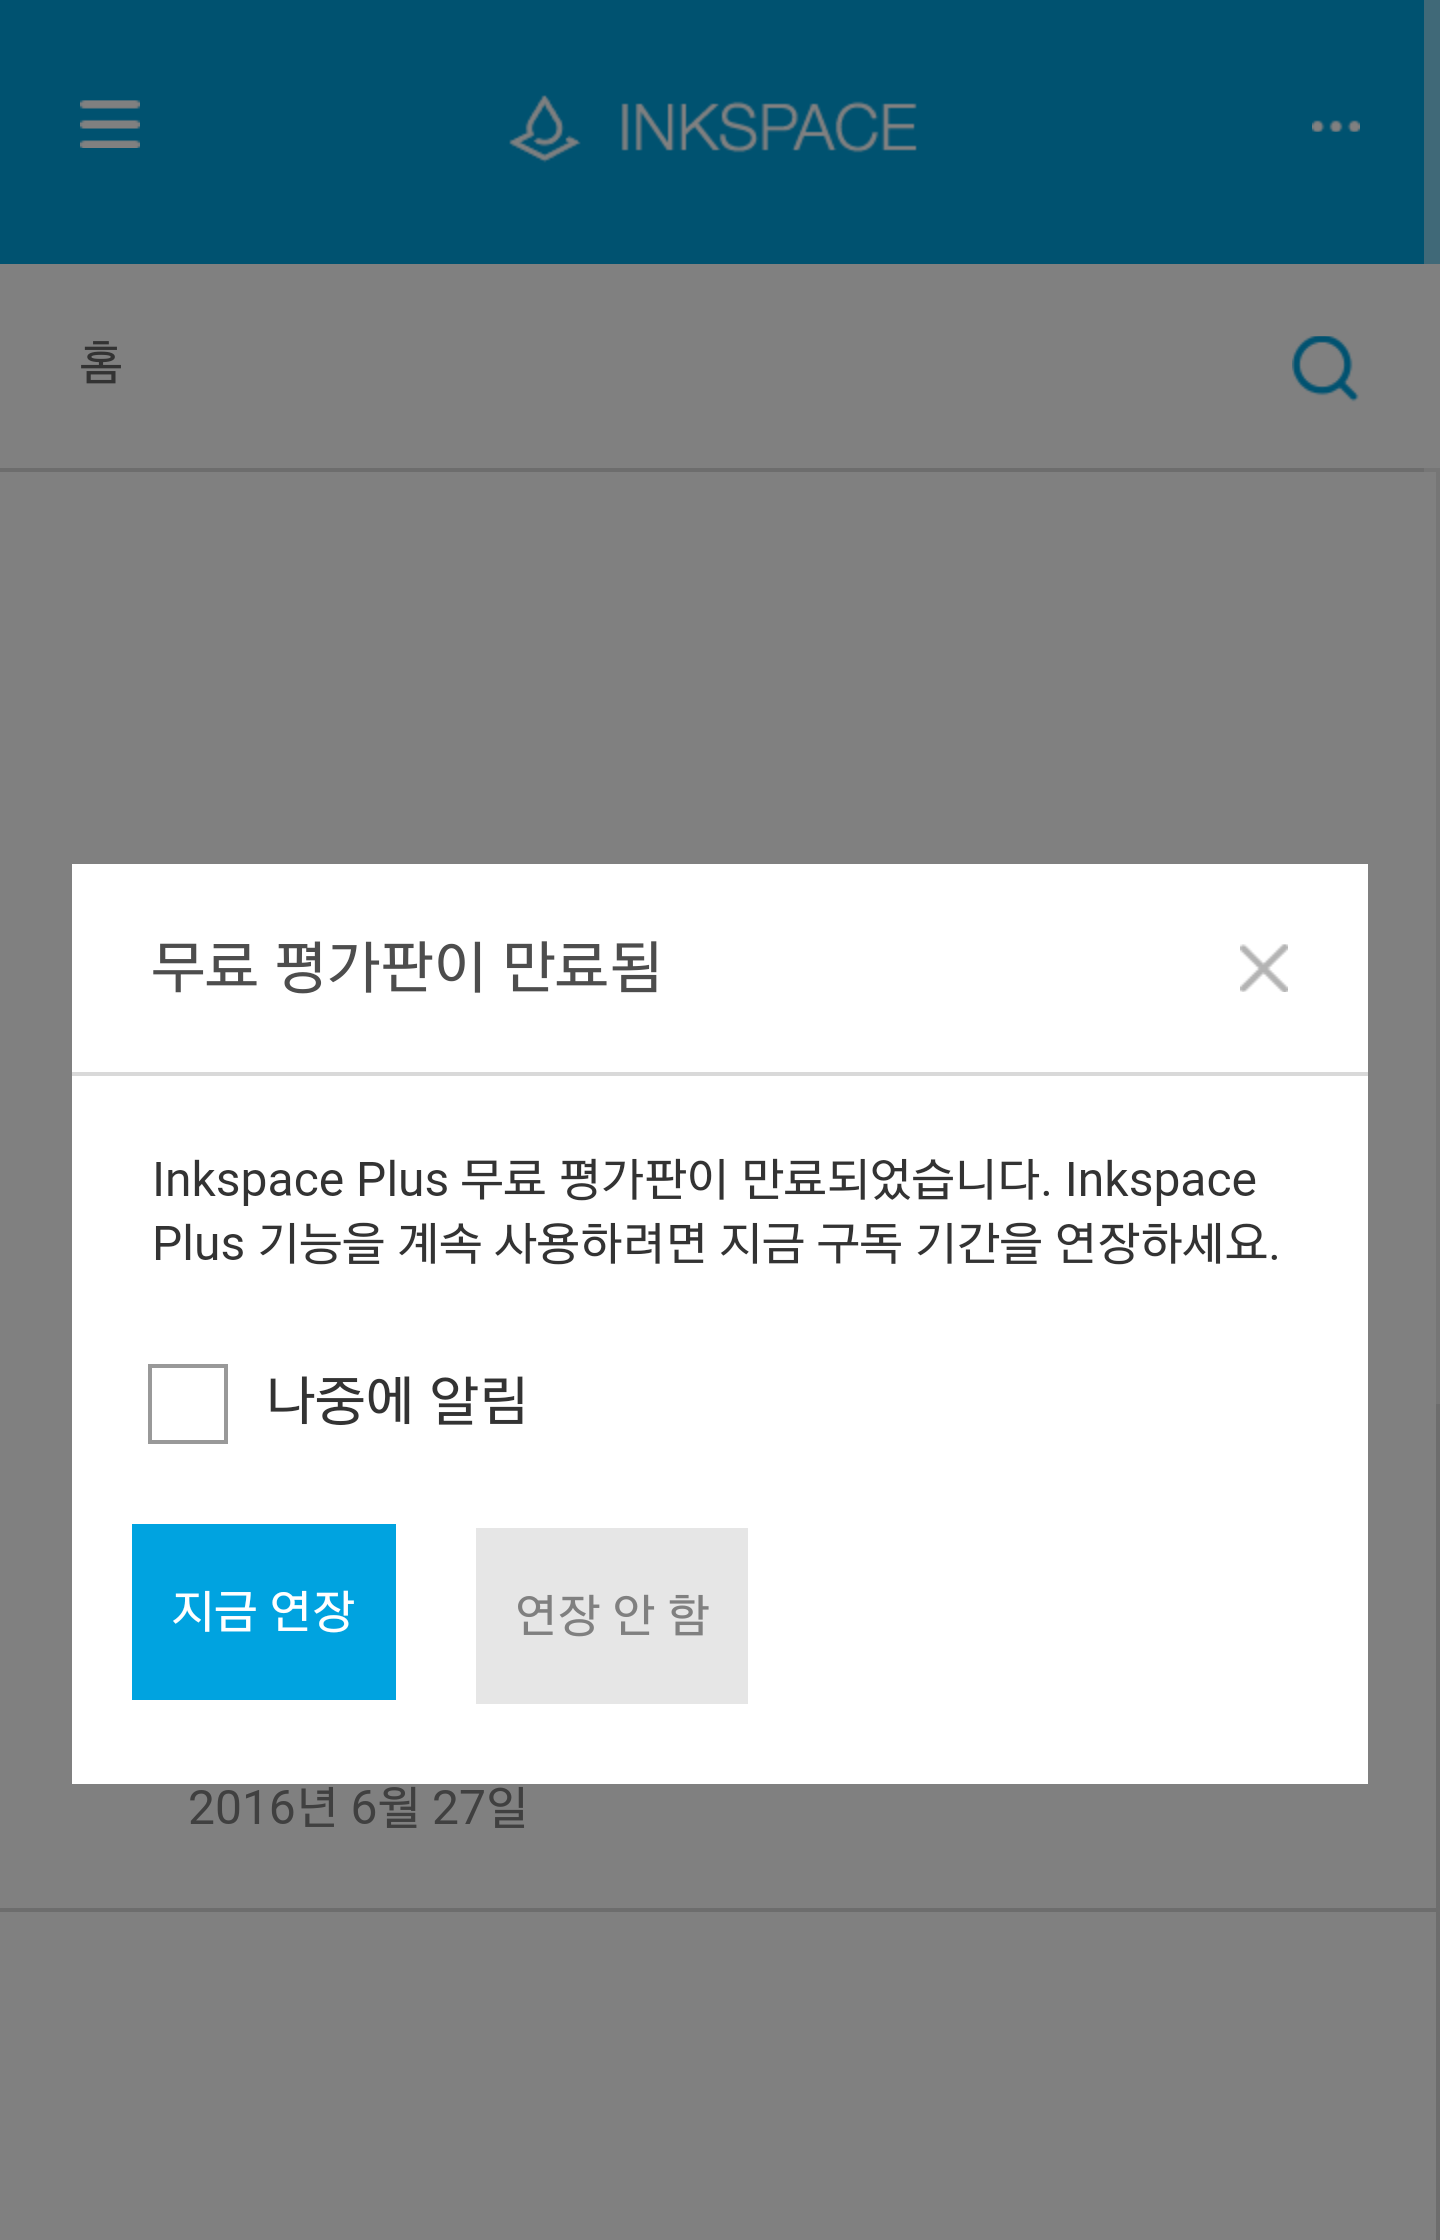 INKSPACE
홈
무료 평가판이 만료됨
Inkspace Plus 무료 평가판이 만료되었습니다. Inkspace
Plus 기능을 계속 사용하려면 지금 구독 기간을 연장하세요.
나중에 알림
지금 연장
연장 안 함
2016년 6월 27일